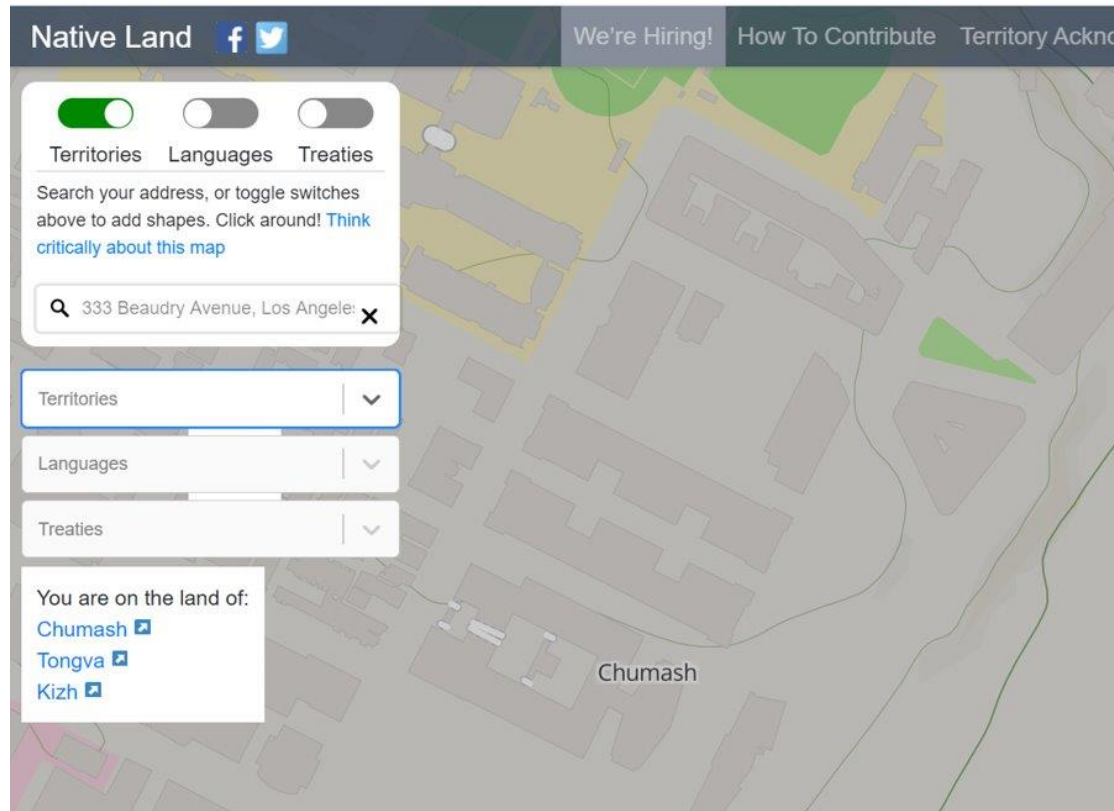 Native Land
We're Hiring! How To Contribute Territory Ackno
Territories Languages Treaties
Search your address, or toggle switches
above to add shapes. Click around! Think
critically about this map
333 Beaudry Avenue, Los Angeles
Territories
Languages
Treaties
You are on the land of:
Chumash
Tongva
Kizh
Chumash